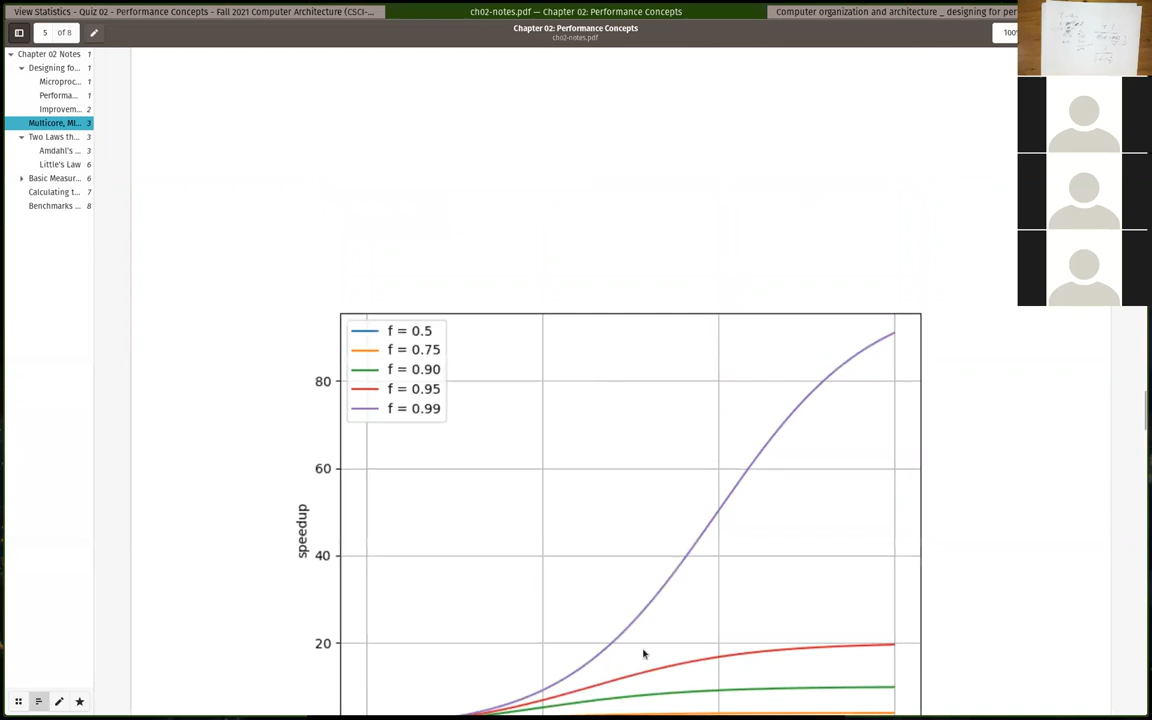 View Statistics - Quiz 02 - Performance Concepts - Fall 2021 Computer Architecture (CSCI-...
ch02-notes.pdf — Chapter 02: Performance Concepts
Computer organization and architecture _ designing for per
5 of 8
Chapter 02: Performance Concepts
ch02-notes.pdf
100%
Chapter 02 Notes 1
Designing fo... 1
Microproc... 1
Performa... 1
Improvem... 2
Multicore, MI... 3
Two Laws th... 3
Amdahl's ... 3
Little's Law 6
Basic Measur... 6
Calculating t... 7
Benchmarks ... 8
f = 0.5
f = 0.75
f = 0.90
f = 0.95
f = 0.99
80
60
speedup
40
20